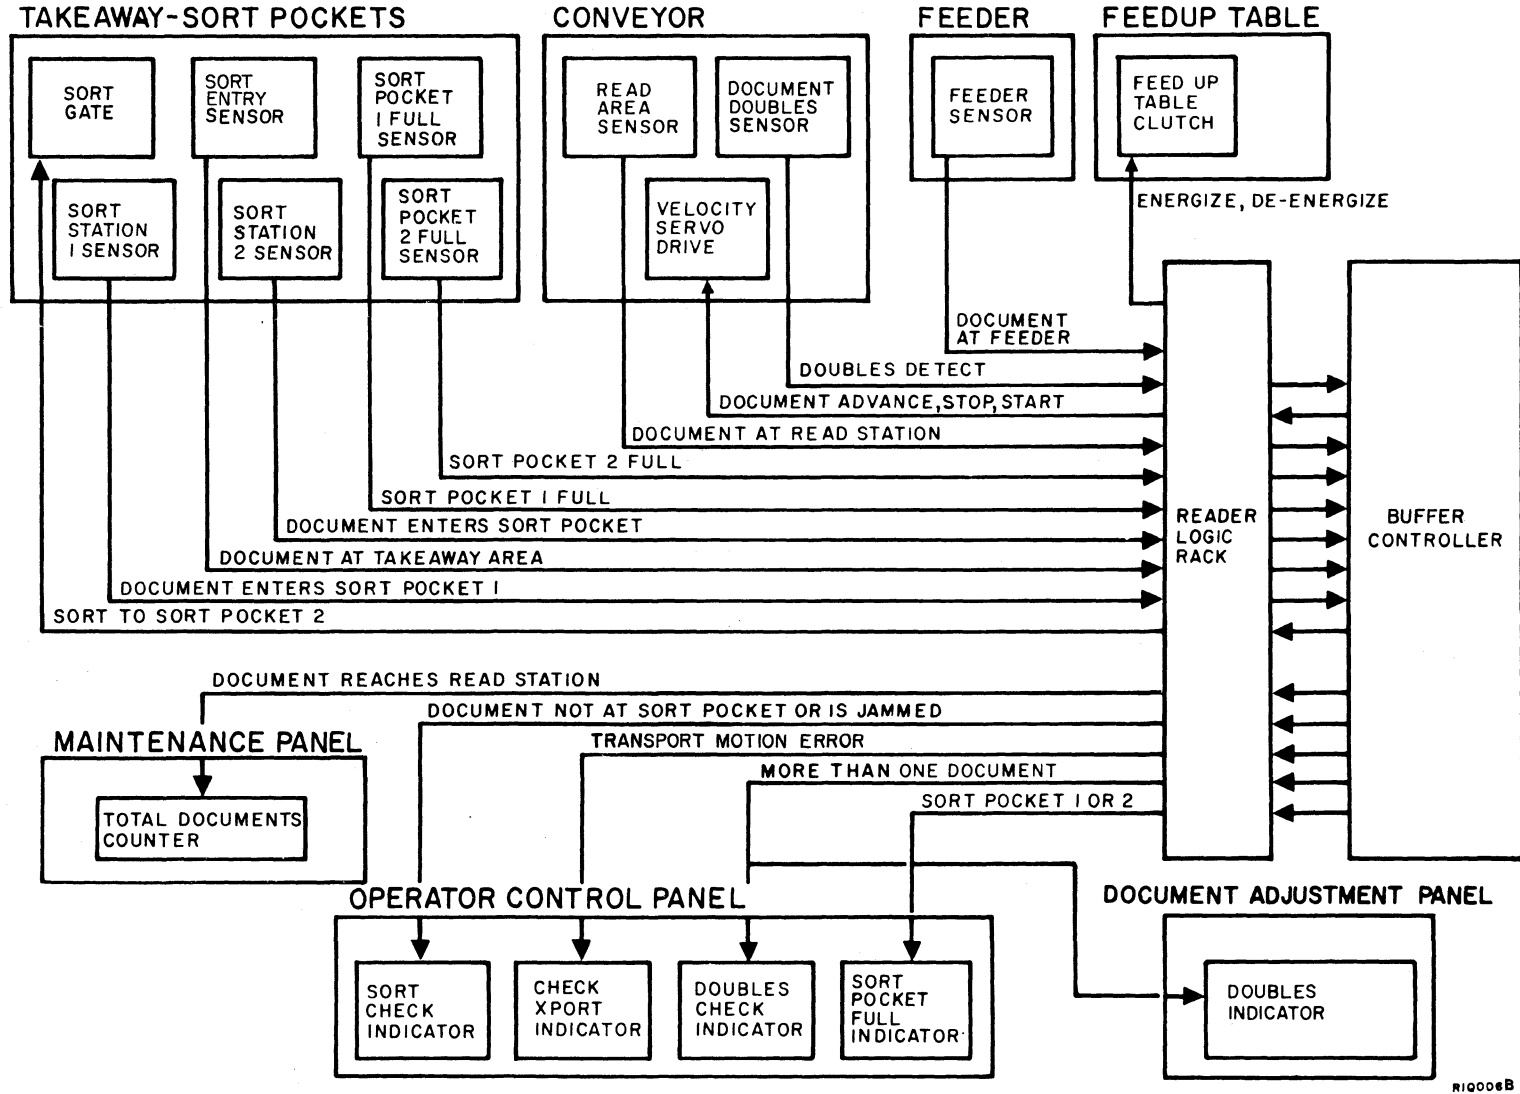 TAKEAWAY-SORT POCKETS
CONVEYOR
FEEDER
FEEDUP TABLE
SORT
GATE
SORT
ENTRY
SENSOR
SORT
POCKET
1 FULL
SENSOR
READ
AREA
SENSOR
DOCUMENT
DOUBLES
SENSOR
FEEDER
SENSOR
FEED UP
TABLE
CLUTCH
SORT
STATION
1 SENSOR
SORT
STATION
2 SENSOR
SORT
POCKET
2 FULL
SENSOR
VELOCITY
SERVO
DRIVE
ENERGIZE, DE-ENERGIZE
DOCUMENT
AT FEEDER
DOUBLES DETECT
DOCUMENT ADVANCE, STOP, START
DOCUMENT AT READ STATION
SORT POCKET 2 FULL
SORT POCKET 1 FULL
DOCUMENT ENTERS SORT POCKET
DOCUMENT AT TAKEAWAY AREA
DOCUMENT ENTERS SORT POCKET 1
SORT TO SORT POCKET 2
READER
LOGIC
RACK
BUFFER
CONTROLLER
DOCUMENT REACHES READ STATION
DOCUMENT NOT AT SORT POCKET OR IS JAMMED
TRANSPORT MOTION ERROR
MORE THAN ONE DOCUMENT
SORT POCKET 1 OR 2
MAINTENANCE PANEL
TOTAL DOCUMENTS
COUNTER
OPERATOR CONTROL PANEL
SORT
CHECK
INDICATOR
CHECK
XPORT
INDICATOR
DOUBLES
CHECK
INDICATOR
SORT
POCKET
FULL
INDICATOR
DOCUMENT ADJUSTMENT PANEL
DOUBLES
INDICATOR
RIQ006B